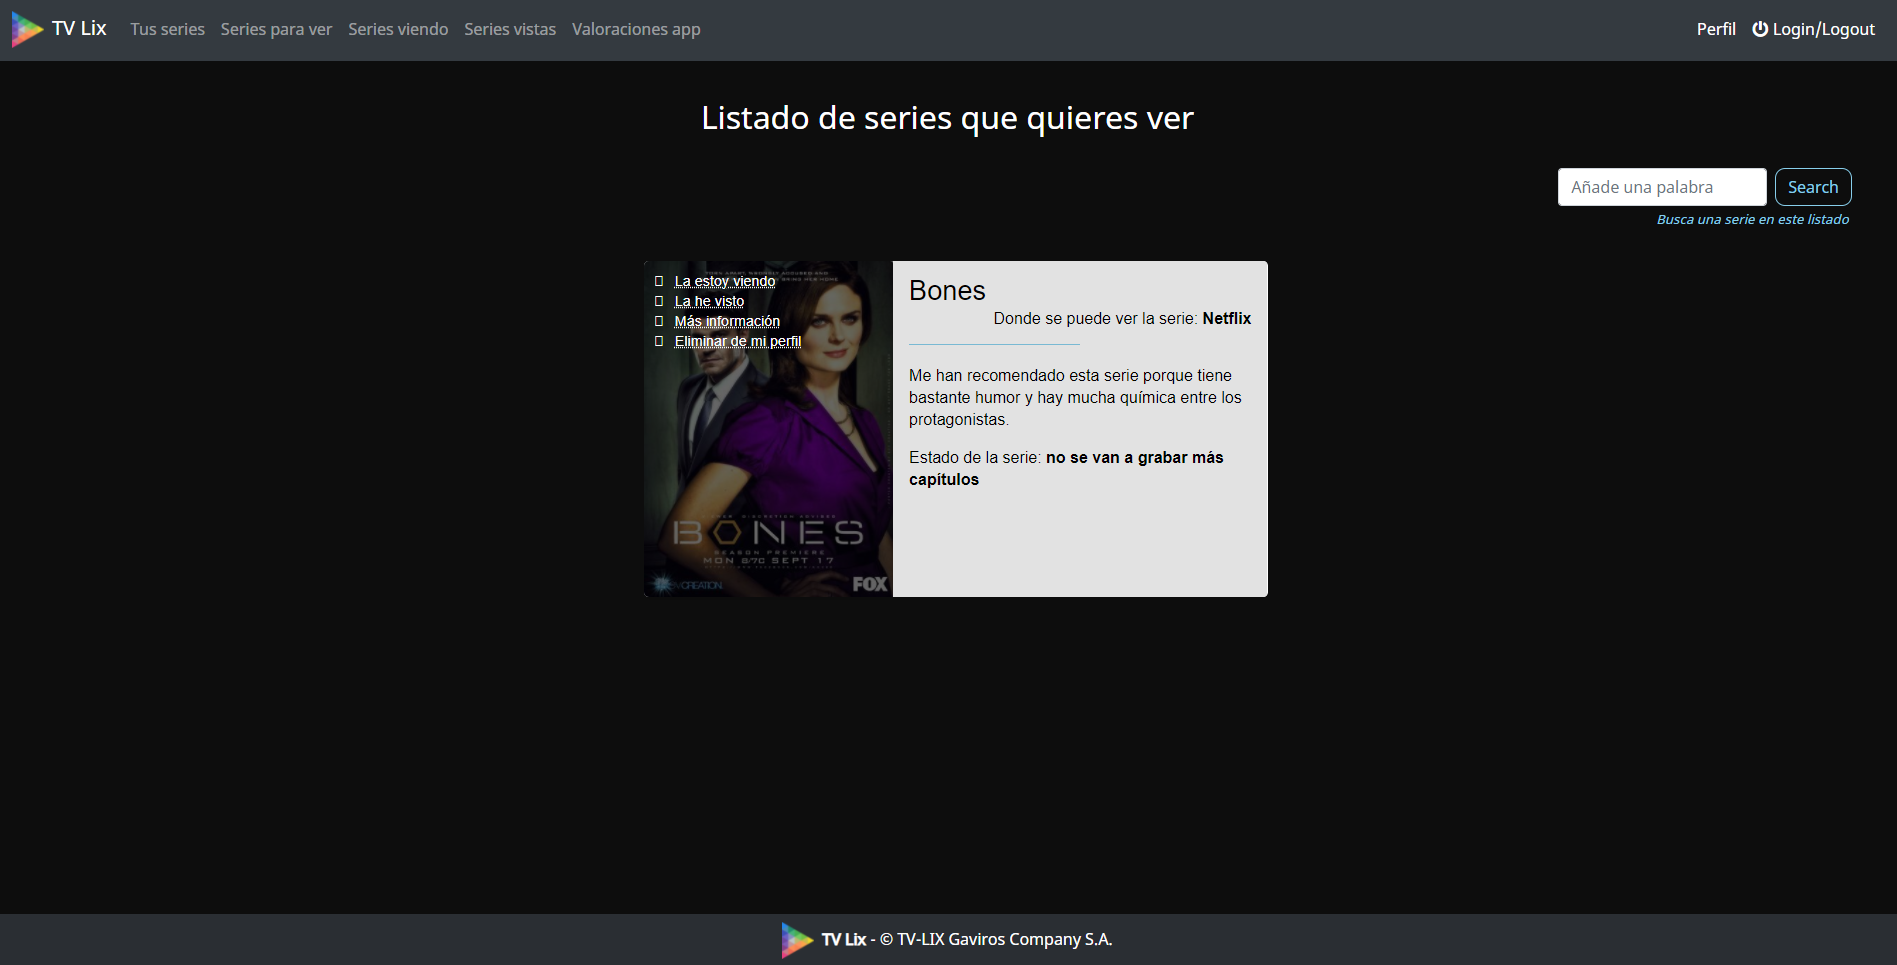 TV Lix Tus series Series para ver Series viendo Series vistas Valoraciones app Perfil Login/Logout
Listado de series que quieres ver
Añade una palabra Search
Busca una serie en este listado
La estoy viendo
La he visto
Más información
Eliminar de mi perfil
BONES
SEASON PREMIERE
MON 8/7C SEPT 17
CREATION
FOX
Bones
Donde se puede ver la serie: Netflix
Me han recomendado esta serie porque tiene
bastante humor y hay mucha química entre los
protagonistas.
Estado de la serie: no se van a grabar más
capítulos
TV Lix - © TV-LIX Gaviros Company S.A.